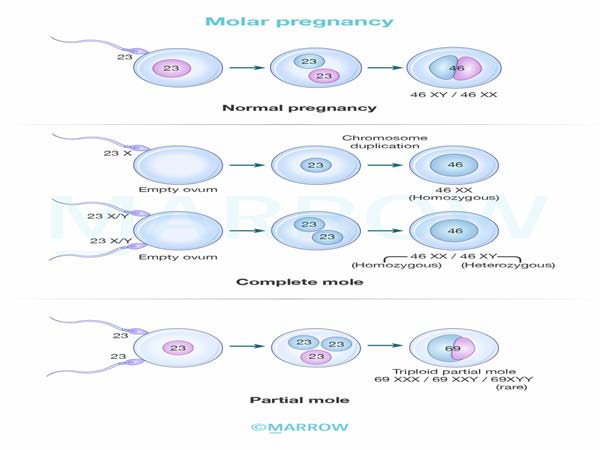 Molar pregnancy
23
23
23
23
46
46 XY / 46 XX
Normal pregnancy
Chromosome
duplication
23 X
23
46
Empty ovum
46 XX
(Homozygous)
MARROW
23 X/Y
23
23
46
23 X/Y
Empty ovum
46 XX / 46 XY
(Homozygous) (Heterozygous)
Complete mole
23
23
23
23
23
23
69
Triploid partial mole
69 XXX / 69 XXY / 69XYY
(rare)
Partial mole
©MARROW